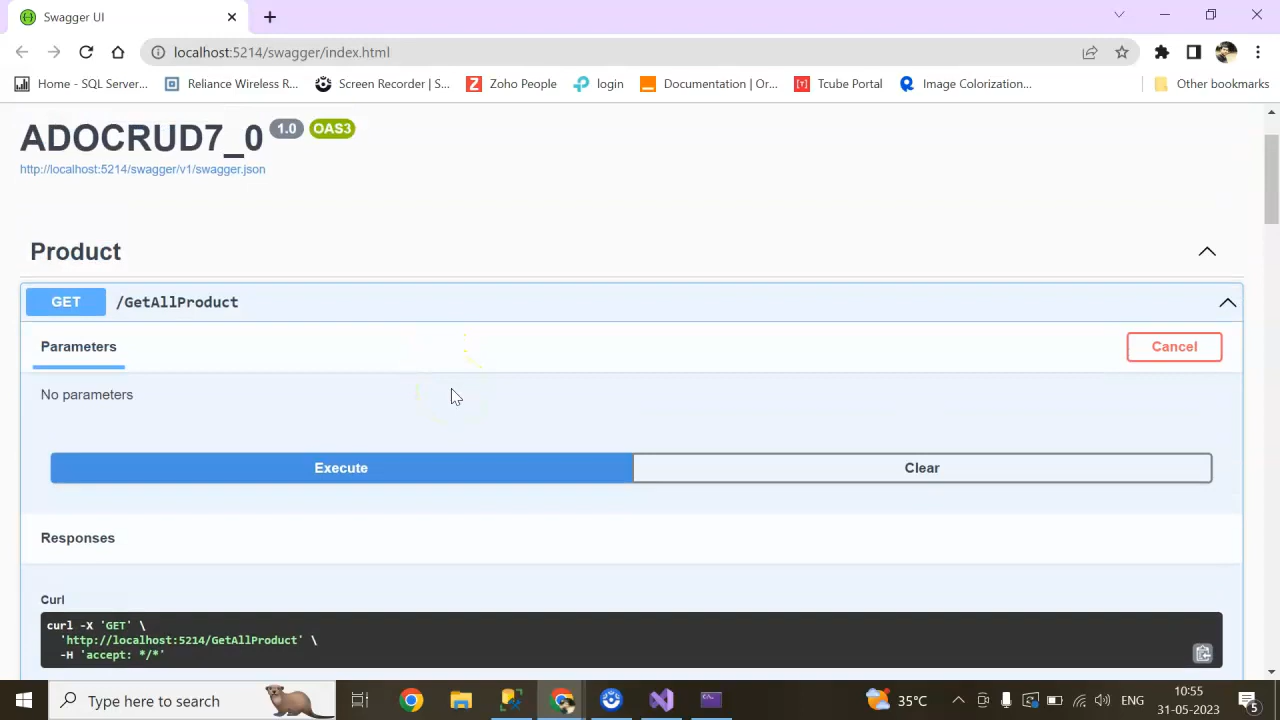 Swagger UI
localhost:5214/swagger/index.html
Home - SQL Server... Reliance Wireless R... Screen Recorder | S... Zoho People login Documentation | Or... Tcube Portal Image Colorization... Other bookmarks
ADOCRUD7_0 1.0 OAS3
http://localhost:5214/swagger/v1/swagger.json
Product
GET /GetAllProduct
Parameters Cancel
No parameters
Execute Clear
Responses
Curl
curl -X 'GET' \
'http://localhost:5214/GetAllProduct' \
-H 'accept: */*'
Type here to search 35°C ENG 10:55
31-05-2023 5